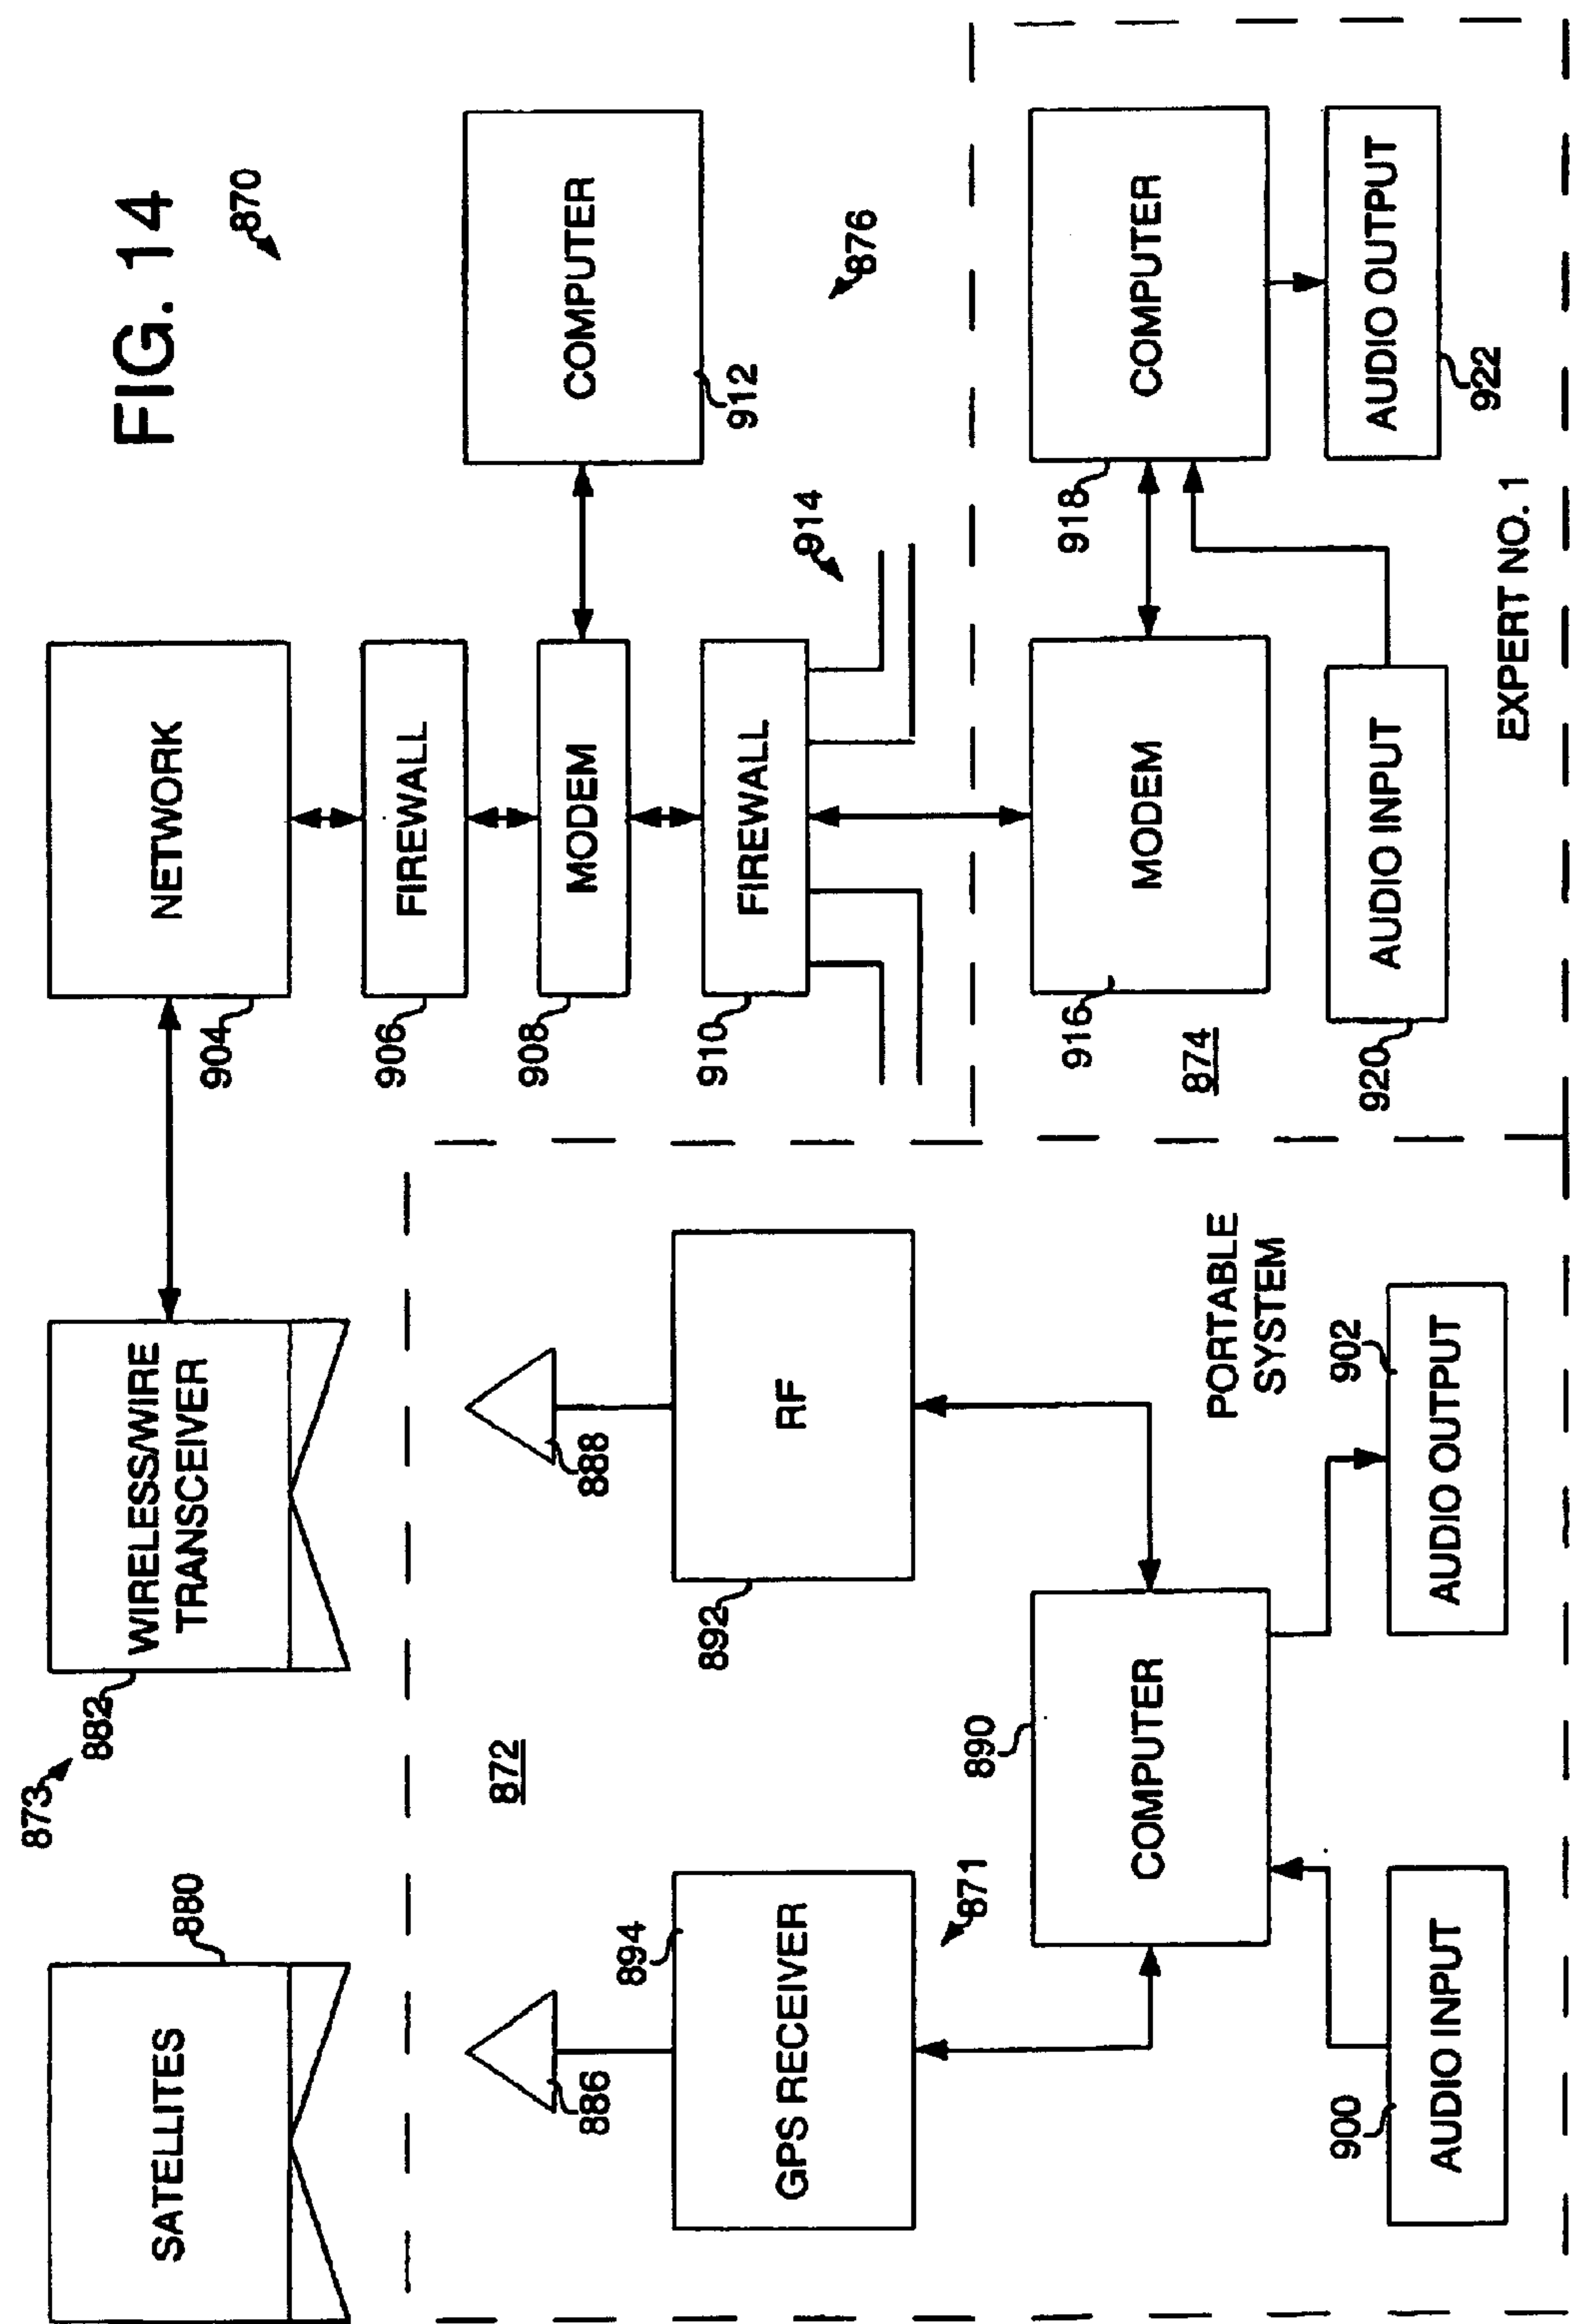 FIG. 14
870
873
SATELLITES
880
WIRELESS/WIRE
TRANSCEIVER
882
NETWORK
904
FIREWALL
906
MODEM
908
COMPUTER
912
FIREWALL
910
914
876
872
886
888
GPS RECEIVER
894
RF
892
871
COMPUTER
890
PORTABLE
SYSTEM
AUDIO INPUT
900
AUDIO OUTPUT
902
MODEM
916
874
COMPUTER
918
AUDIO INPUT
920
AUDIO OUTPUT
922
EXPERT NO. 1